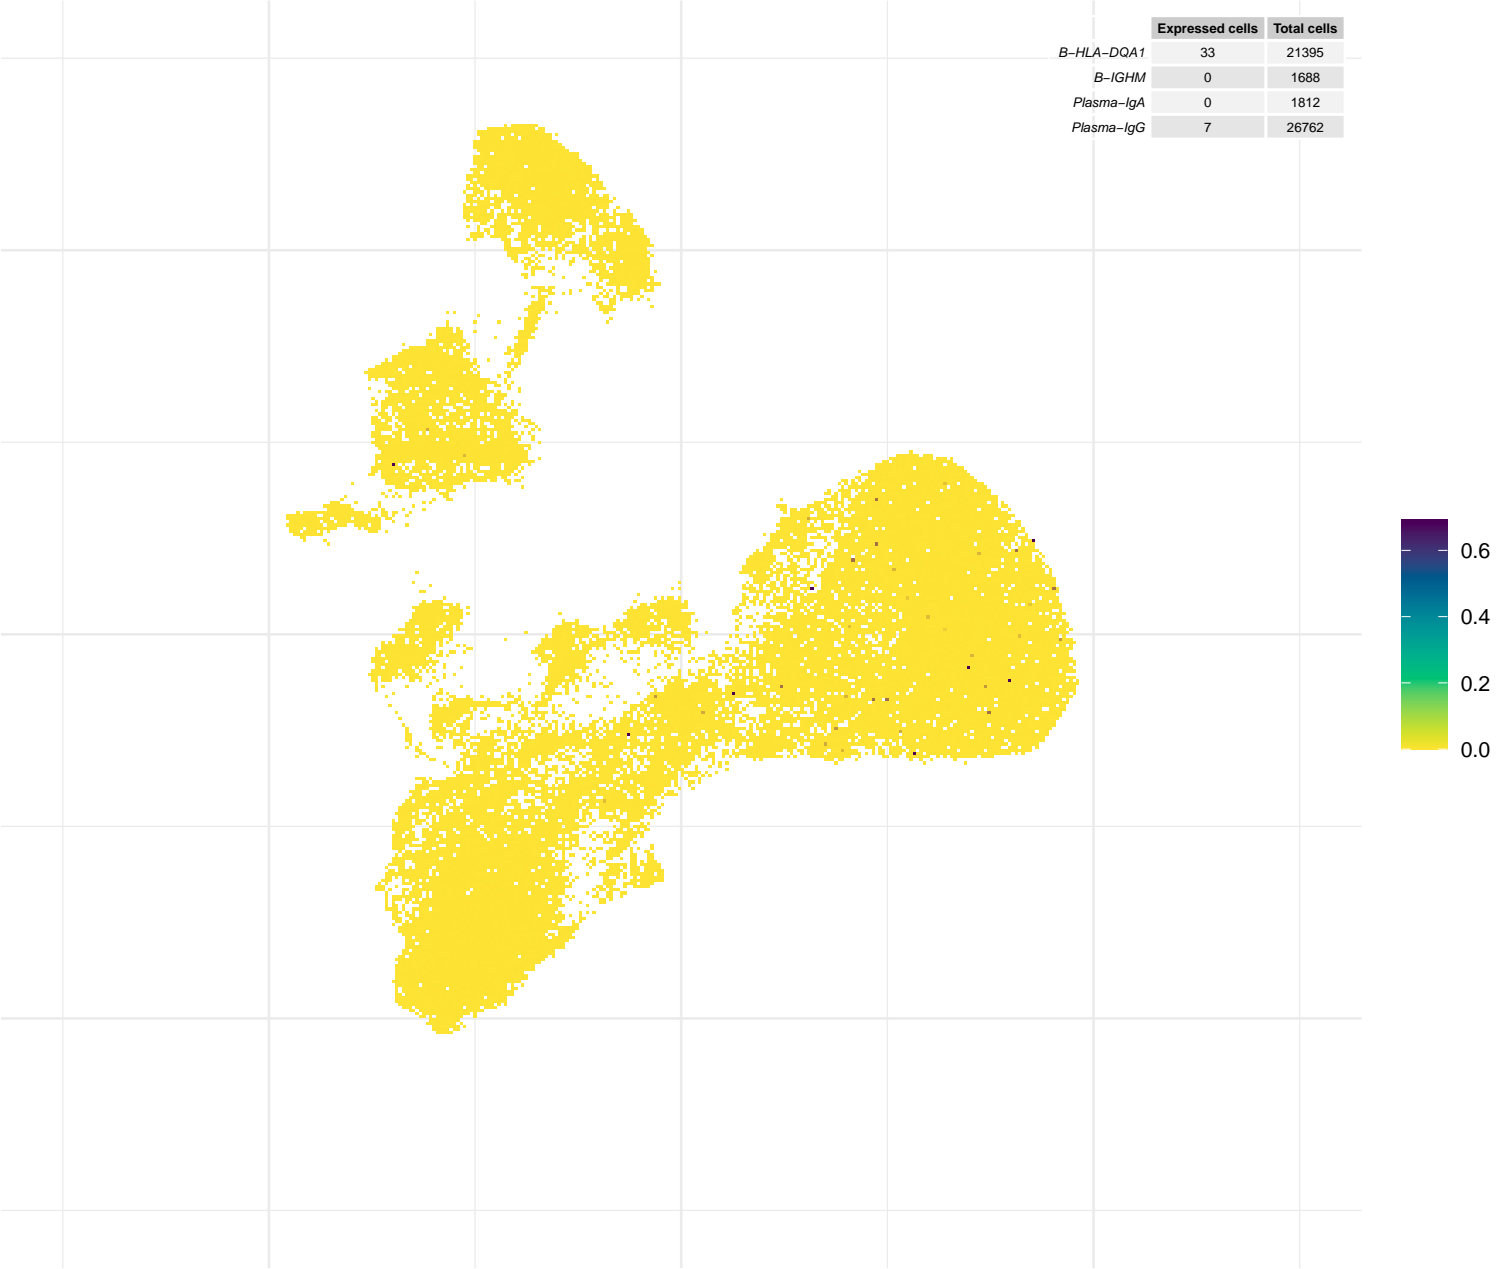 Expressed cells Total cells
B−HLA−DQA1 33 21395
B−IGHM 0 1688
Plasma−IgA 0 1812
Plasma−IgG 7 26762
0.6
0.4
0.2
0.0